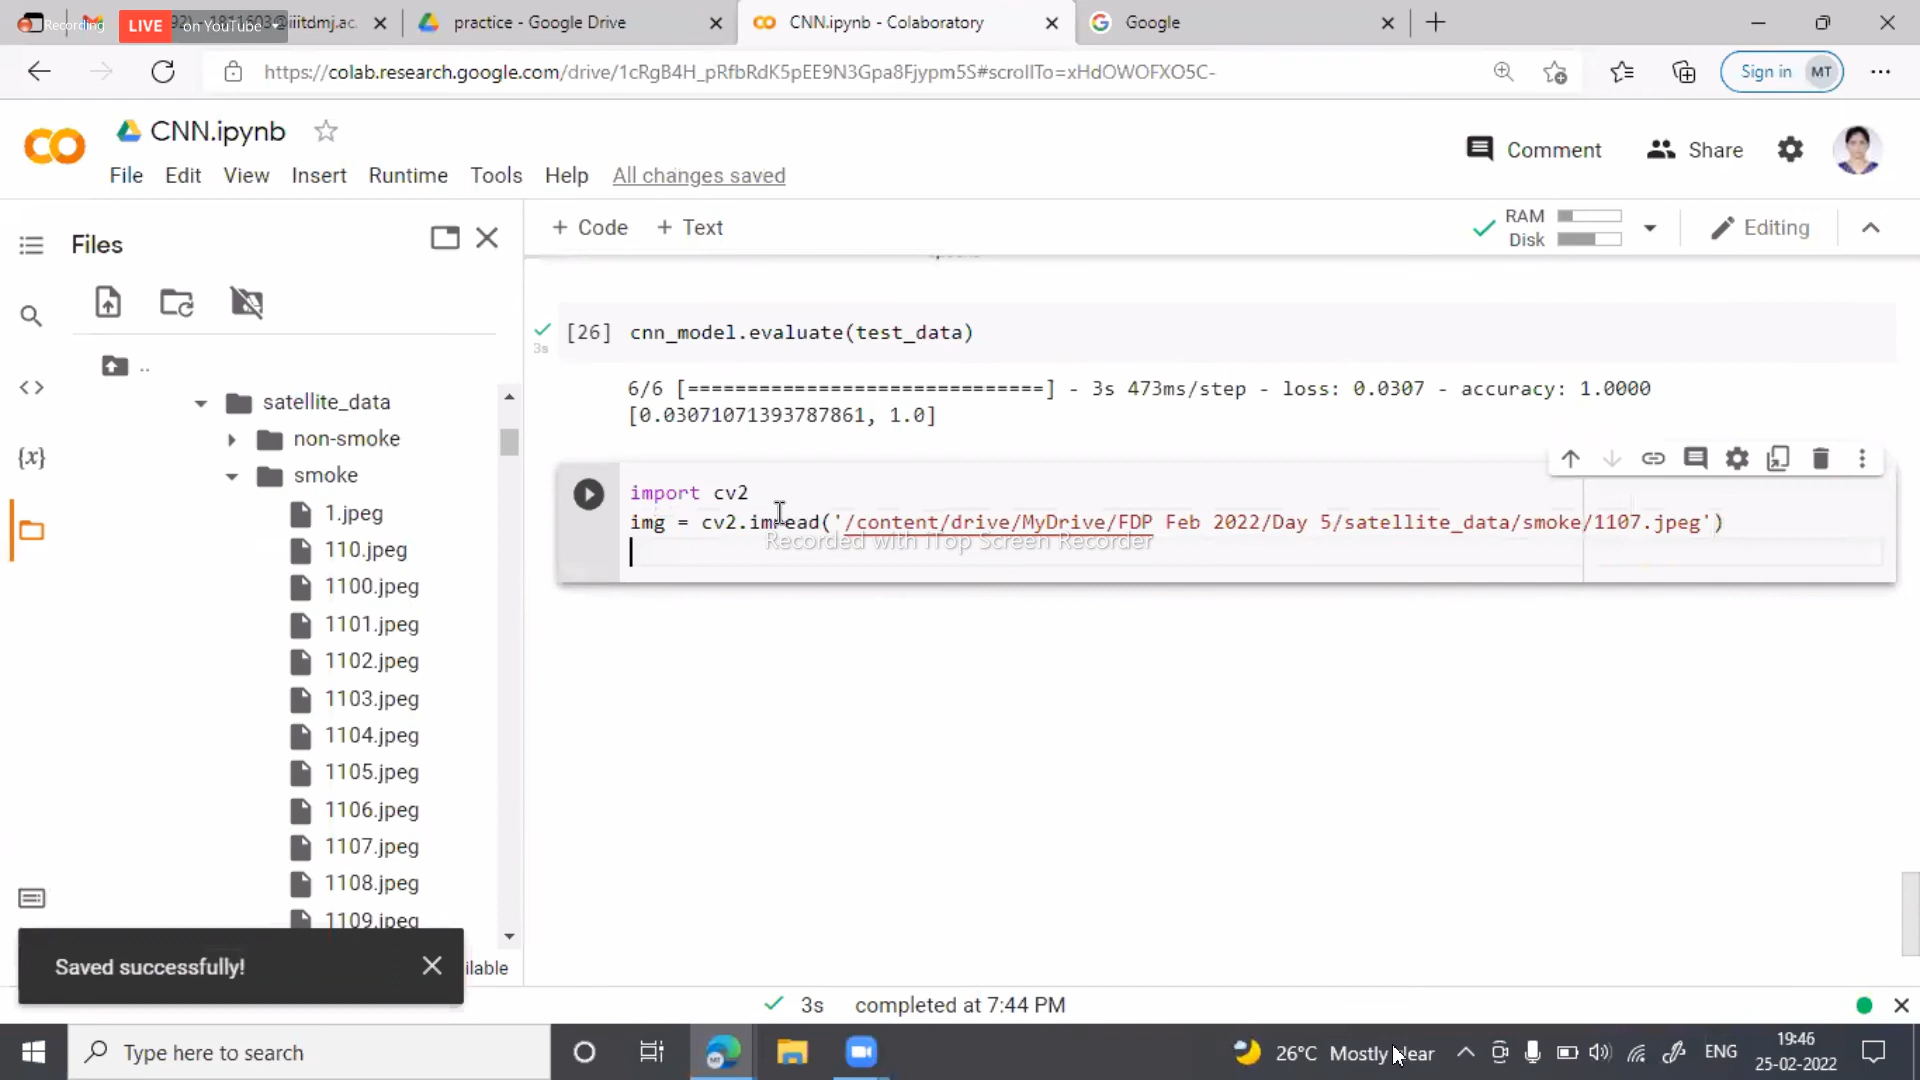 Recording
LIVE on YouTube
92) - 1811603@iiitdmj.ac.
practice - Google Drive
CNN.ipynb - Colaboratory
Google
https://colab.research.google.com/drive/1cRgB4H_pRfbRdK5pEE9N3Gpa8Fjypm5S#scrollTo=xHdOWOFXO5C-
Sign in
MT
CO
CNN.ipynb
Comment
Share
File Edit View Insert Runtime Tools Help All changes saved
Files
+ Code + Text
RAM
Disk
Editing
..
satellite_data
non-smoke
smoke
1.jpeg
110.jpeg
1100.jpeg
1101.jpeg
1102.jpeg
1103.jpeg
1104.jpeg
1105.jpeg
1106.jpeg
1107.jpeg
1108.jpeg
1109.jpeg
{x}
3s
[26] cnn_model.evaluate(test_data)
6/6 [==============================] - 3s 473ms/step - loss: 0.0307 - accuracy: 1.0000
[0.03071071393787861, 1.0]
import cv2
img = cv2.imread('/content/drive/MyDrive/FDP Feb 2022/Day 5/satellite_data/smoke/1107.jpeg')
Recorded with iTop Screen Recorder
Saved successfully!
ilable
3s completed at 7:44 PM
Type here to search
26°C Mostly clear
ENG
19:46
25-02-2022